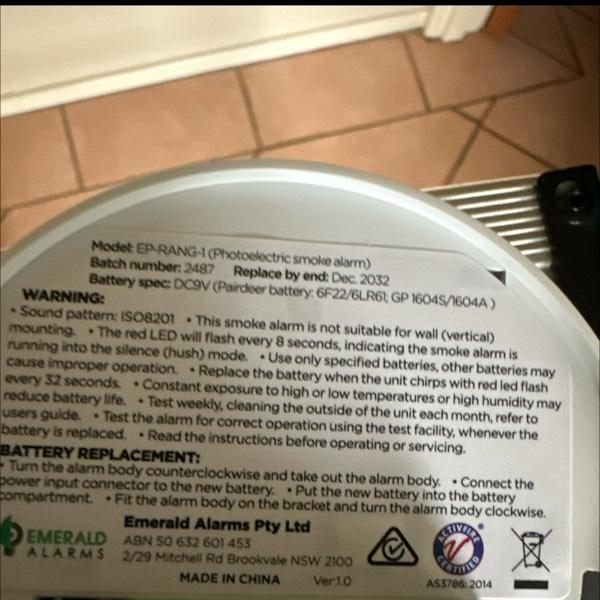 Model: EP-RANG-1 (Photoelectric smoke alarm)
Batch number: 2487 Replace by end: Dec. 2032
Battery spec: DC9V (Pairdeer battery: 6F22/6LR61; GP 1604S/1604A )
WARNING:
• Sound pattern: ISO8201 • This smoke alarm is not suitable for wall (vertical)
mounting. • The red LED will flash every 8 seconds, indicating the smoke alarm is
running into the silence (hush) mode. • Use only specified batteries, other batteries may
cause improper operation. • Replace the battery when the unit chirps with red led flash
every 32 seconds. • Constant exposure to high or low temperatures or high humidity may
reduce battery life. • Test weekly, cleaning the outside of the unit each month, refer to
users guide. • Test the alarm for correct operation using the test facility, whenever the
battery is replaced. • Read the instructions before operating or servicing.
BATTERY REPLACEMENT:
• Turn the alarm body counterclockwise and take out the alarm body. • Connect the
power input connector to the new battery. • Put the new battery into the battery
compartment. • Fit the alarm body on the bracket and turn the alarm body clockwise.
EMERALD
ALARMS
Emerald Alarms Pty Ltd
ABN 50 632 601 453
2/29 Mitchell Rd Brookvale NSW 2100
MADE IN CHINA Ver:1.0
ACTIVFIRE
CERTIFIED
AS3786: 2014